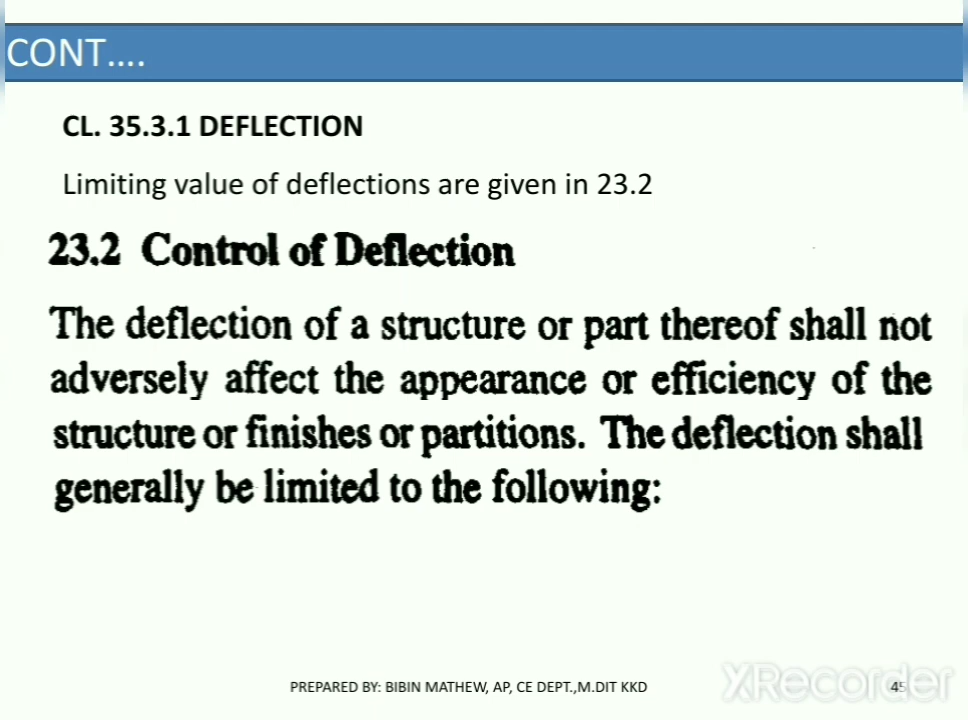 CONT....
CL. 35.3.1 DEFLECTION
Limiting value of deflections are given in 23.2
23.2 Control of Deflection
The deflection of a structure or part thereof shall not
adversely affect the appearance or efficiency of the
structure or finishes or partitions. The deflection shall
generally be limited to the following:
PREPARED BY: BIBIN MATHEW, AP, CE DEPT.,M.DIT KKD
XRecorder
45